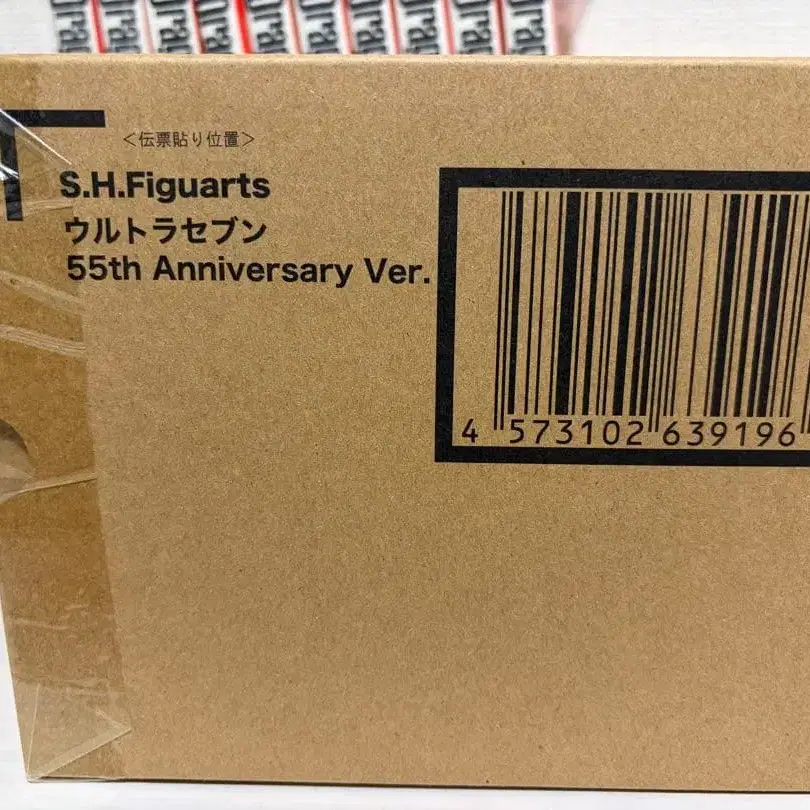 <伝票貼り位置>
S.H.Figuarts
ウルトラセブン
55th Anniversary Ver.
4 573102 639196